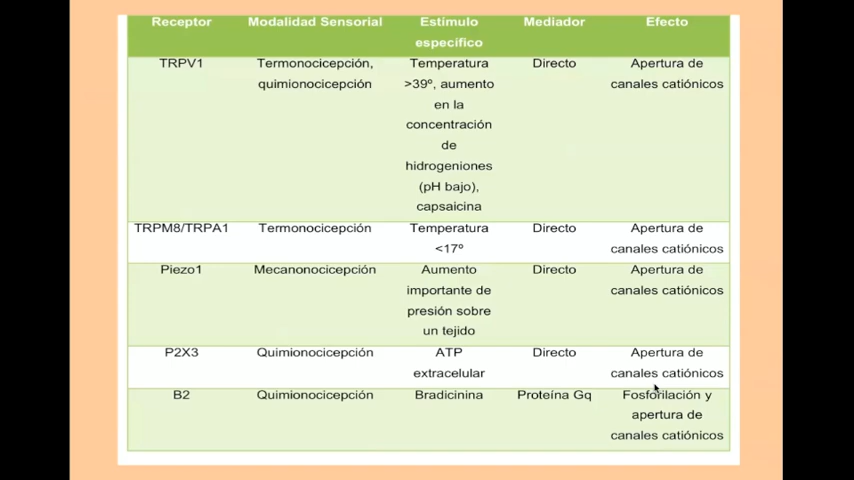 Receptor Modalidad Sensorial Estímulo específico Mediador Efecto
TRPV1 Termonocicepción, quimionocicepción Temperatura >39º, aumento en la concentración de hidrogeniones (pH bajo), capsaicina Directo Apertura de canales catiónicos
TRPM8/TRPA1 Termonocicepción Temperatura <17º Directo Apertura de canales catiónicos
Piezo1 Mecanonocicepción Aumento importante de presión sobre un tejido Directo Apertura de canales catiónicos
P2X3 Quimionocicepción ATP extracelular Directo Apertura de canales catiónicos
B2 Quimionocicepción Bradicinina Proteína Gq Fosforilación y apertura de canales catiónicos